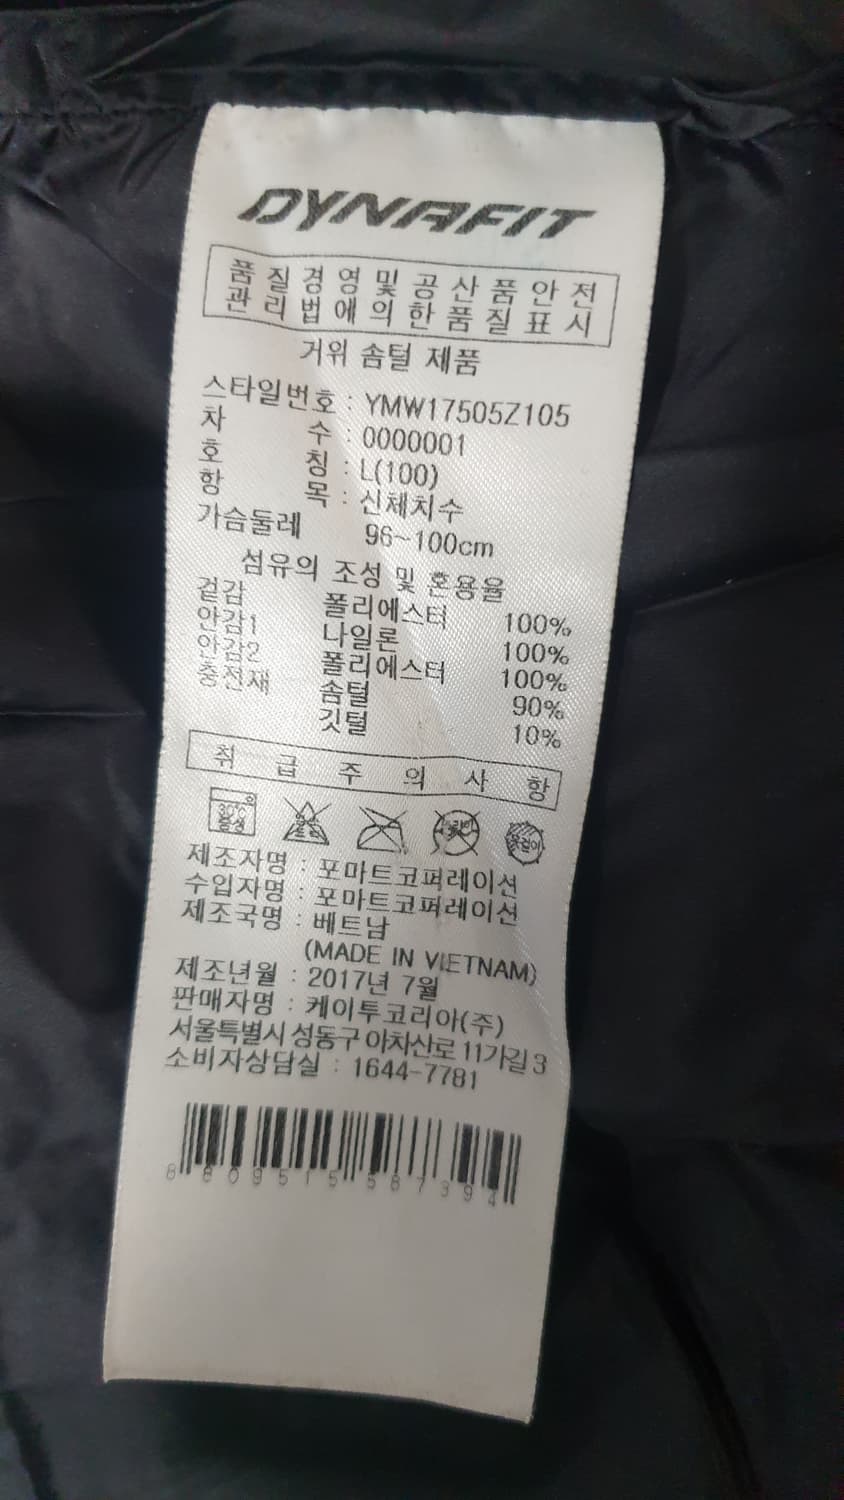 DYNAFIT
품질경영및공산품안전
관리법에의한품질표시
거위 솜털 제품
스타일번호 : YMW17505Z105
차 수 : 0000001
호 칭 : L(100)
항 목 : 신체치수
가슴둘레 96~100cm
섬유의 조성 및 혼용율
겉감 폴리에스터 100%
안감1 나일론 100%
안감2 폴리에스터 100%
충전재 솜털 90%
깃털 10%
취급주의사항
30℃ 중성
제조자명 : 포마트코퍼레이션
수입자명 : 포마트코퍼레이션
제조국명 : 베트남
(MADE IN VIETNAM)
제조년월 : 2017년 7월
판매자명 : 케이투코리아(주)
서울특별시 성동구 아차산로 11가길 3
소비자상담실 : 1644-7781
8 809515 587394